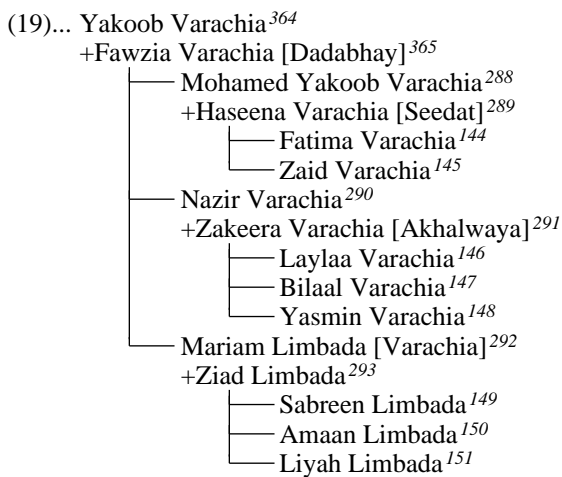 (19)... Yakoob Varachia364
+Fawzia Varachia [Dadabhay]365
Mohamed Yakoob Varachia288
+Haseena Varachia [Seedat]289
Fatima Varachia144
Zaid Varachia145
Nazir Varachia290
+Zakeera Varachia [Akhalwaya]291
Laylaa Varachia146
Bilaal Varachia147
Yasmin Varachia148
Mariam Limbada [Varachia]292
+Ziad Limbada293
Sabreen Limbada149
Amaan Limbada150
Liyah Limbada151